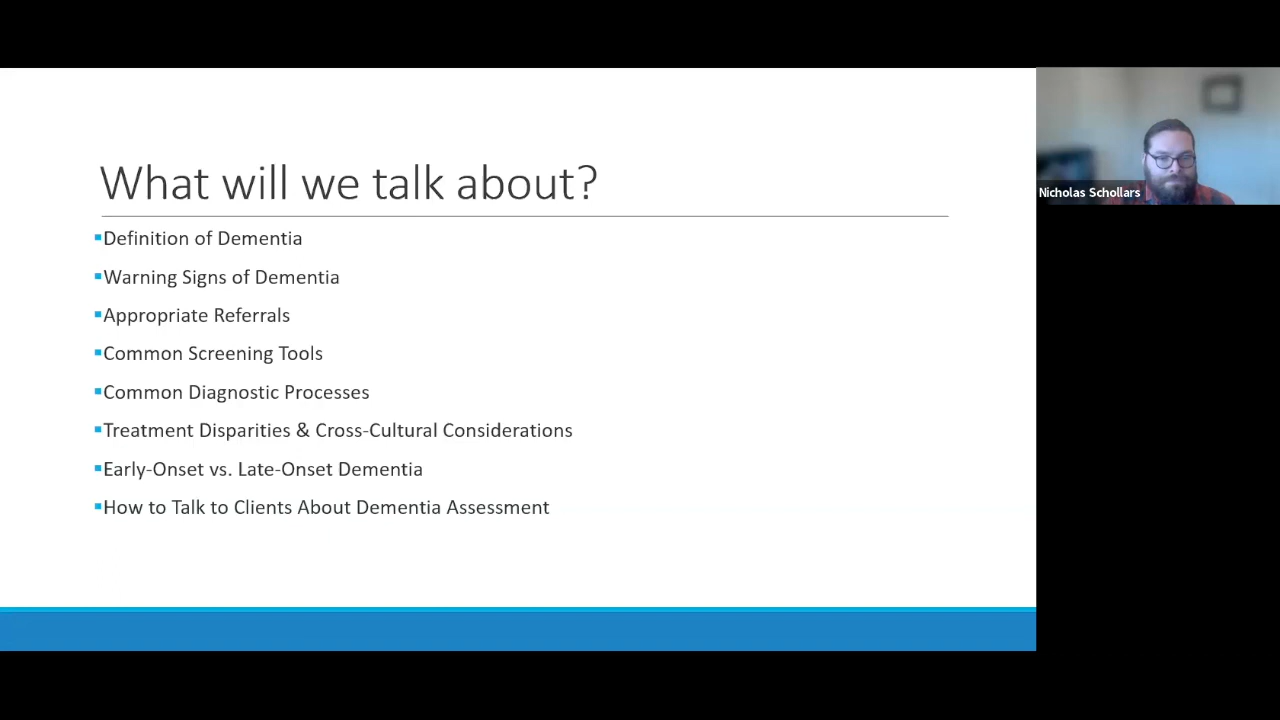 What will we talk about?
Definition of Dementia
Warning Signs of Dementia
Appropriate Referrals
Common Screening Tools
Common Diagnostic Processes
Treatment Disparities & Cross-Cultural Considerations
Early-Onset vs. Late-Onset Dementia
How to Talk to Clients About Dementia Assessment
Nicholas Schollars